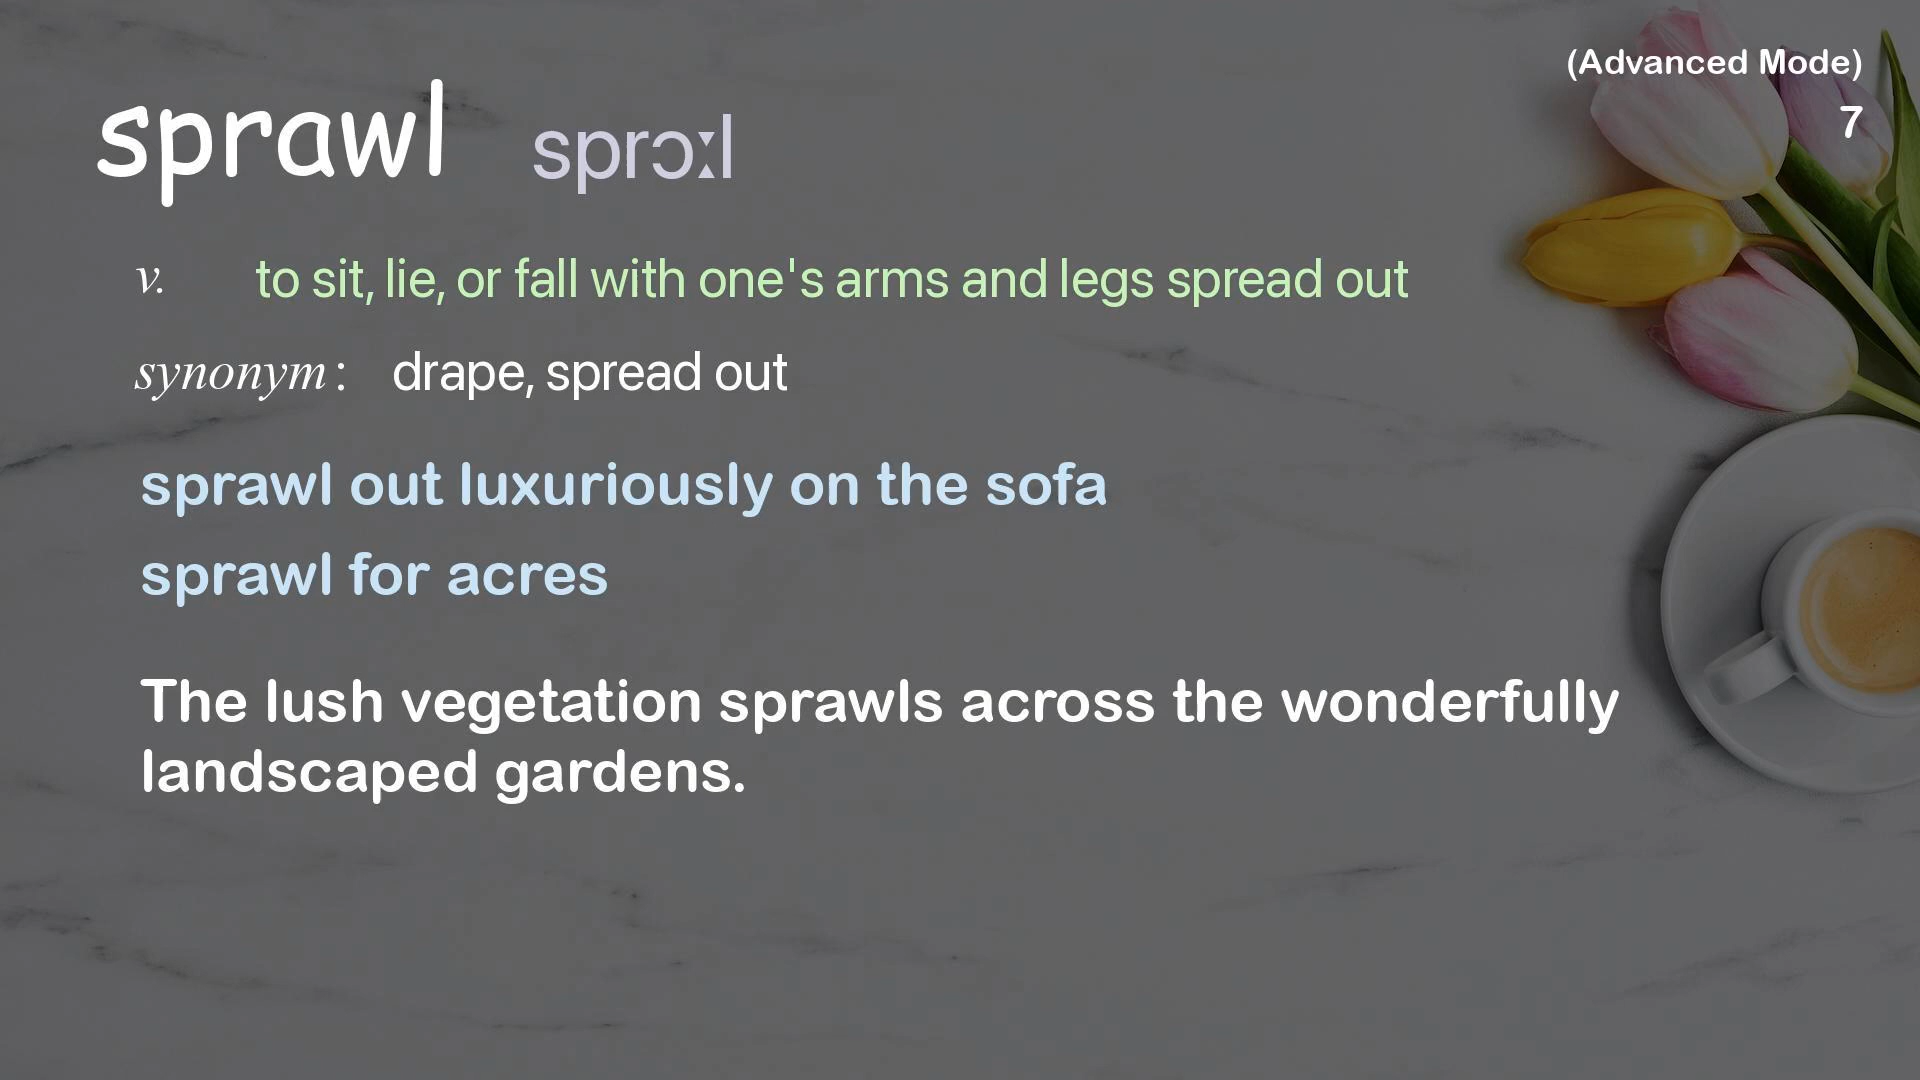 (Advanced Mode)
7
sprawl sprɔːl
v. to sit, lie, or fall with one's arms and legs spread out
synonym: drape, spread out
sprawl out luxuriously on the sofa
sprawl for acres
The lush vegetation sprawls across the wonderfully
landscaped gardens.